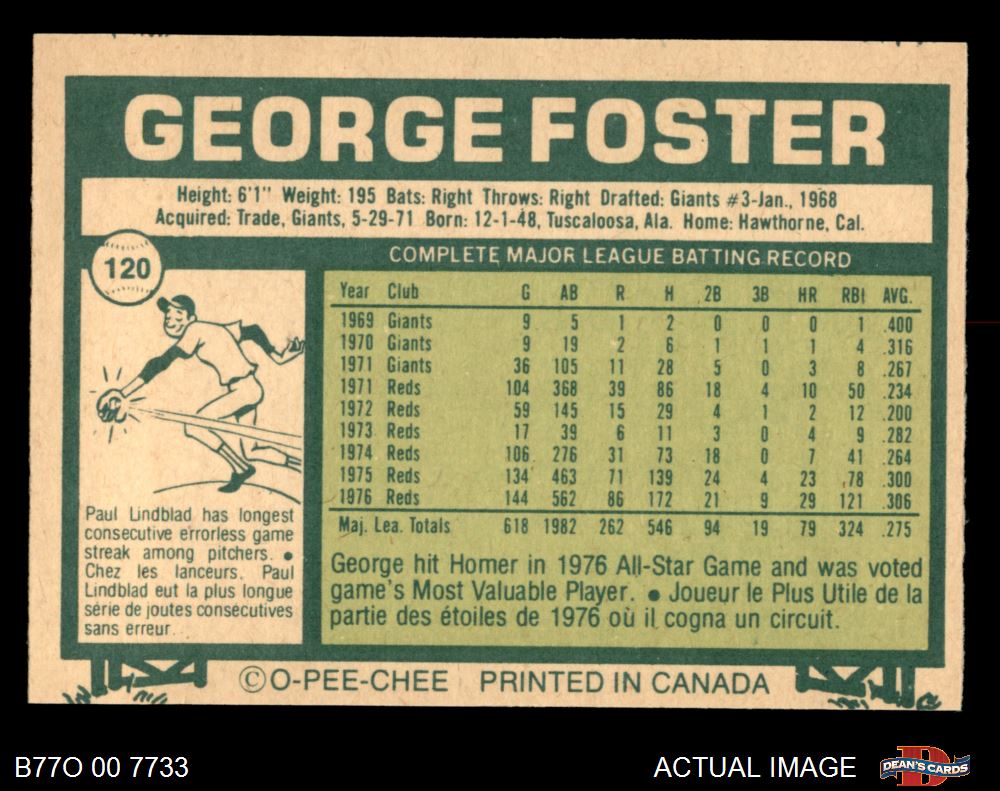 GEORGE FOSTER
Height: 6'1" Weight: 195 Bats: Right Throws: Right Drafted: Giants #3-Jan., 1968
Acquired: Trade, Giants, 5-29-71 Born: 12-1-48, Tuscaloosa, Ala. Home: Hawthorne, Cal.
120
COMPLETE MAJOR LEAGUE BATTING RECORD
Year Club G AB R H 2B 3B HR RBI AVG.
1969 Giants 9 5 1 2 0 0 0 1 .400
1970 Giants 9 19 2 6 1 1 1 4 .316
1971 Giants 36 105 11 28 5 0 3 8 .267
1971 Reds 104 368 39 86 18 4 10 50 .234
1972 Reds 59 145 15 29 4 1 2 12 .200
1973 Reds 17 39 6 11 3 0 4 9 .282
1974 Reds 106 276 31 73 18 0 7 41 .264
1975 Reds 134 463 71 139 24 4 23 78 .300
1976 Reds 144 562 86 172 21 9 29 121 .306
Maj. Lea. Totals 618 1982 262 546 94 19 79 324 .275
Paul Lindblad has longest
consecutive errorless game
streak among pitchers. •
Chez les lanceurs. Paul
Lindblad eut la plus longue
série de joutes consécutives
sans erreur.
George hit Homer in 1976 All-Star Game and was voted
game's Most Valuable Player. • Joueur le Plus Utile de la
partie des étoiles de 1976 où il cogna un circuit.
©O-PEE-CHEE PRINTED IN CANADA
B77O 00 7733
ACTUAL IMAGE
DEAN'S CARDS